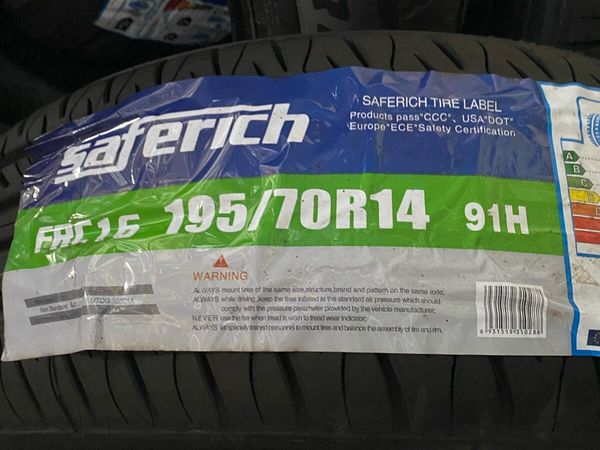 saferich
SAFERICH TIRE LABEL
Products pass"CCC"、USA"DOT"
Europe"ECE"Safety Certification
195/70R14 91H
WARNING
ALWAYS mount tires of the same size,structure,brand and pattern on the same axle;
ALWAYS while driving ,keep the tires inflated at the standard air pressure which should
comply with the pressure parameter provided by the vehicle manufacturer;
NEVER use the tire when tread is worn to tread wear indicator;
ALWAYS let specially trained personnel to mount tires and balance the assembly of tire and rim.
UTQG
6931519310288
A
B
C